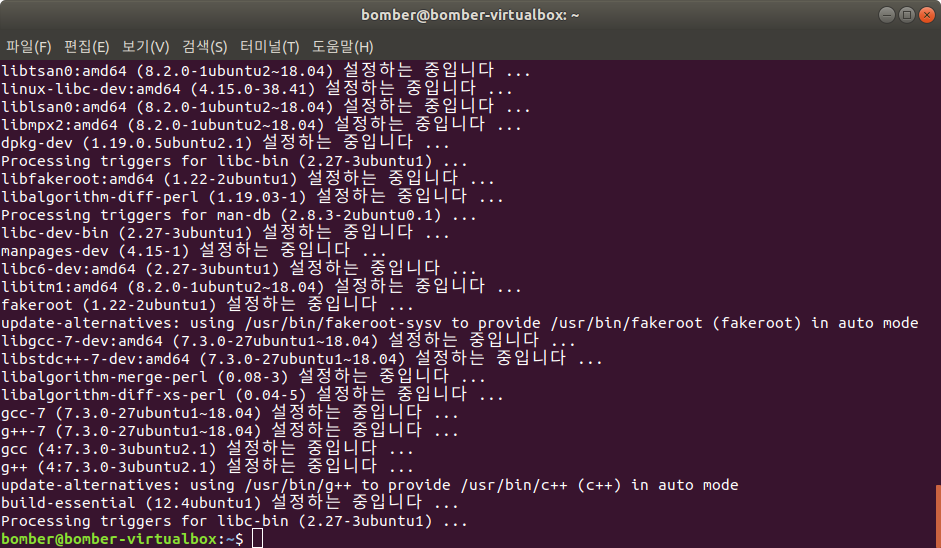 bomber@bomber-virtualbox: ~
파일(F) 편집(E) 보기(V) 검색(S) 터미널(T) 도움말(H)
libtsan0:amd64 (8.2.0-1ubuntu2~18.04) 설정하는 중입니다 ...
linux-libc-dev:amd64 (4.15.0-38.41) 설정하는 중입니다 ...
liblsan0:amd64 (8.2.0-1ubuntu2~18.04) 설정하는 중입니다 ...
libmpx2:amd64 (8.2.0-1ubuntu2~18.04) 설정하는 중입니다 ...
dpkg-dev (1.19.0.5ubuntu2.1) 설정하는 중입니다 ...
Processing triggers for libc-bin (2.27-3ubuntu1) ...
libfakeroot:amd64 (1.22-2ubuntu1) 설정하는 중입니다 ...
libalgorithm-diff-perl (1.19.03-1) 설정하는 중입니다 ...
Processing triggers for man-db (2.8.3-2ubuntu0.1) ...
libc-dev-bin (2.27-3ubuntu1) 설정하는 중입니다 ...
manpages-dev (4.15-1) 설정하는 중입니다 ...
libc6-dev:amd64 (2.27-3ubuntu1) 설정하는 중입니다 ...
libitm1:amd64 (8.2.0-1ubuntu2~18.04) 설정하는 중입니다 ...
fakeroot (1.22-2ubuntu1) 설정하는 중입니다 ...
update-alternatives: using /usr/bin/fakeroot-sysv to provide /usr/bin/fakeroot (fakeroot) in auto mode
libgcc-7-dev:amd64 (7.3.0-27ubuntu1~18.04) 설정하는 중입니다 ...
libstdc++-7-dev:amd64 (7.3.0-27ubuntu1~18.04) 설정하는 중입니다 ...
libalgorithm-merge-perl (0.08-3) 설정하는 중입니다 ...
libalgorithm-diff-xs-perl (0.04-5) 설정하는 중입니다 ...
gcc-7 (7.3.0-27ubuntu1~18.04) 설정하는 중입니다 ...
g++-7 (7.3.0-27ubuntu1~18.04) 설정하는 중입니다 ...
gcc (4:7.3.0-3ubuntu2.1) 설정하는 중입니다 ...
g++ (4:7.3.0-3ubuntu2.1) 설정하는 중입니다 ...
update-alternatives: using /usr/bin/g++ to provide /usr/bin/c++ (c++) in auto mode
build-essential (12.4ubuntu1) 설정하는 중입니다 ...
Processing triggers for libc-bin (2.27-3ubuntu1) ...
bomber@bomber-virtualbox:~$